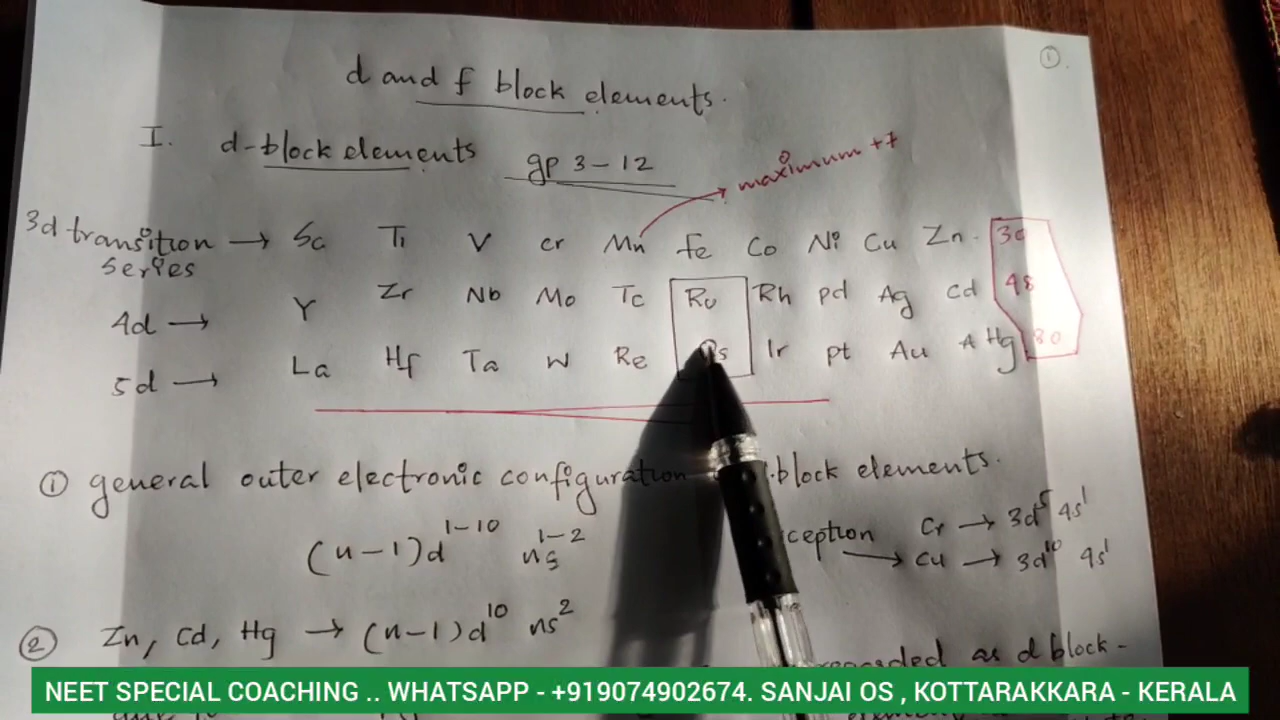 ①
d and f block elements.
I. d-block elements gp 3-12
maximum +7
3d transition series → Sc Ti V cr Mn Fe Co Ni Cu Zn. 30
4d → Y Zr Nb Mo Tc Ru Rh pd Ag Cd 48
5d → La Hf Ta W Re Os Ir pt Au A Hg 80
① general outer electronic configuration block elements.
(n-1)d¹⁻¹⁰ ns¹⁻²
Cr → 3d⁵ 4s¹
→ Cu → 3d¹⁰ 4s¹
② Zn, Cd, Hg → (n-1)d¹⁰ ns²
as d block-
NEET SPECIAL COACHING .. WHATSAPP - +919074902674. SANJAI OS , KOTTARAKKARA - KERALA